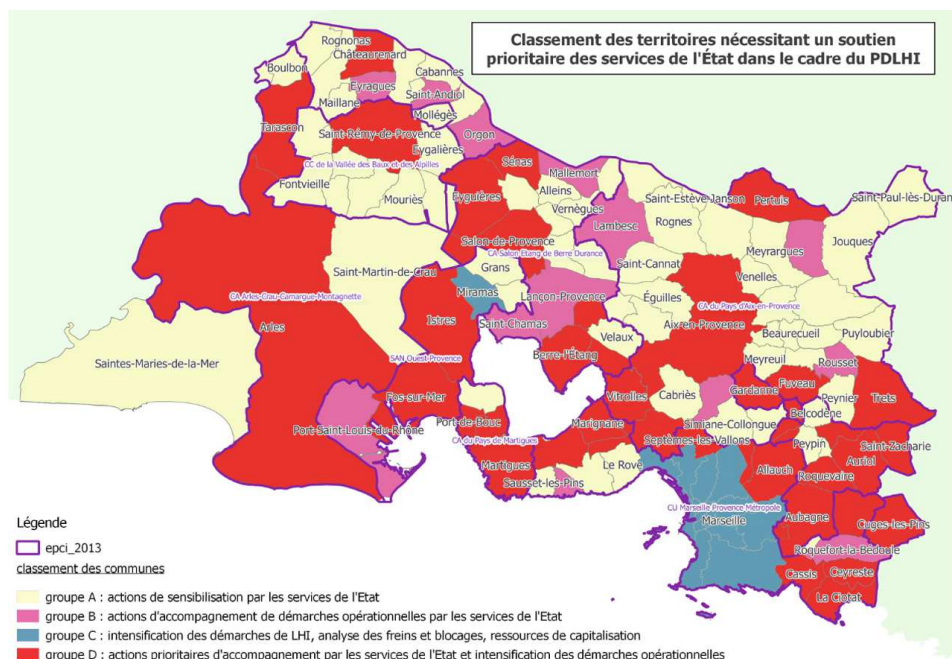 Classement des territoires nécessitant un soutien
prioritaire des services de l'État dans le cadre du PDLHI
Rognonas
Châteaurenard
Boulbon
Cabannes
Eyragues
Saint-Andiol
Maillane
Mollégès
Tarascon
Saint-Rémy-de-Provence
Orgon
Eygalières
Sénas
Mallemort
CC de la Vallée des Baux et des Alpilles
Fontvieille
Mouriès
Eyguières
Alleins
Vernègues
Saint-Estève-Janson
Pertuis
Saint-Paul-lès-Duran
Lambesc
Rognes
Salon-de-Provence
CA Salon Etang de Berre Durance
Meyrargues
Jouques
Saint-Martin-de-Crau
Grans
Saint-Cannat
Venelles
Miramas
Lançon-Provence
CA Arles-Crau-Camargue-Montagnette
Éguilles
CA du Pays d'Aix-en-Provence
Istres
Saint-Chamas
Aix-en-Provence
Arles
Velaux
Beaurecueil
Puyloubier
Saintes-Maries-de-la-Mer
SAN Ouest Provence
Berre-l'Étang
Meyreuil
Rousset
Fos-sur-Mer
Vitrolles
Cabriès
Gardanne
Fuveau
Peynier
Trets
Port-Saint-Louis-du-Rhône
Port-de-Bouc
Marignane
Belcodène
Simiane-Collongue
CA du Pays de Martigues
Septèmes-les-Vallons
Peypin
Saint-Zacharie
Martigues
Le Rove
Allauch
Auriol
Sausset-les-Pins
Roquevaire
CU Marseille Provence Métropole
Marseille
Aubagne
Cuges-les-Pins
Roquefort-la-Bédoule
Cassis
Ceyreste
La Ciotat
Légende
epci_2013
classement des communes
groupe A : actions de sensibilisation par les services de l'Etat
groupe B : actions d'accompagnement de démarches opérationnelles par les services de l'Etat
groupe C : intensification des démarches de LHI, analyse des freins et blocages, ressources de capitalisation
groupe D : actions prioritaires d'accompagnement par les services de l'Etat et intensification des démarches opérationnelles